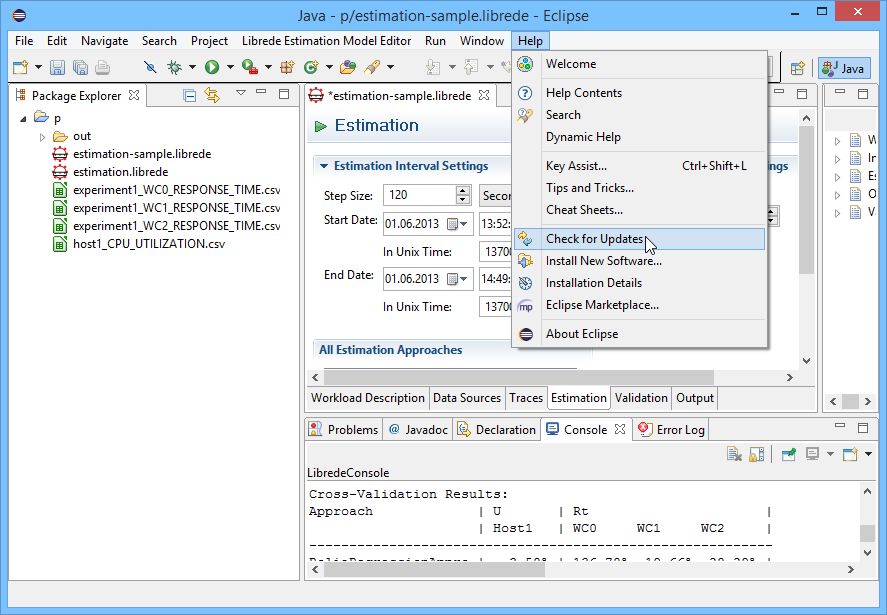 Java - p/estimation-sample.librede - Eclipse
File Edit Navigate Search Project Librede Estimation Model Editor Run Window Help
Java
Package Explorer
p
out
estimation-sample.librede
estimation.librede
experiment1_WC0_RESPONSE_TIME.csv
experiment1_WC1_RESPONSE_TIME.csv
experiment1_WC2_RESPONSE_TIME.csv
host1_CPU_UTILIZATION.csv
*estimation-sample.librede
Estimation
Estimation Interval Settings
Step Size: 120
Start Date: 01.06.2013 13:52:
In Unix Time: 1370
End Date: 01.06.2013 14:49:
In Unix Time: 1370
All Estimation Approaches
Welcome
Help Contents
Search
Dynamic Help
Key Assist... Ctrl+Shift+L
Tips and Tricks...
Cheat Sheets...
Check for Updates
Install New Software...
Installation Details
Eclipse Marketplace...
About Eclipse
Workload Description Data Sources Traces Estimation Validation Output
Problems Javadoc Declaration Console Error Log
LibredeConsole
Cross-Validation Results:
Approach | U | Rt |
| Host1 | WC0 WC1 WC2 |